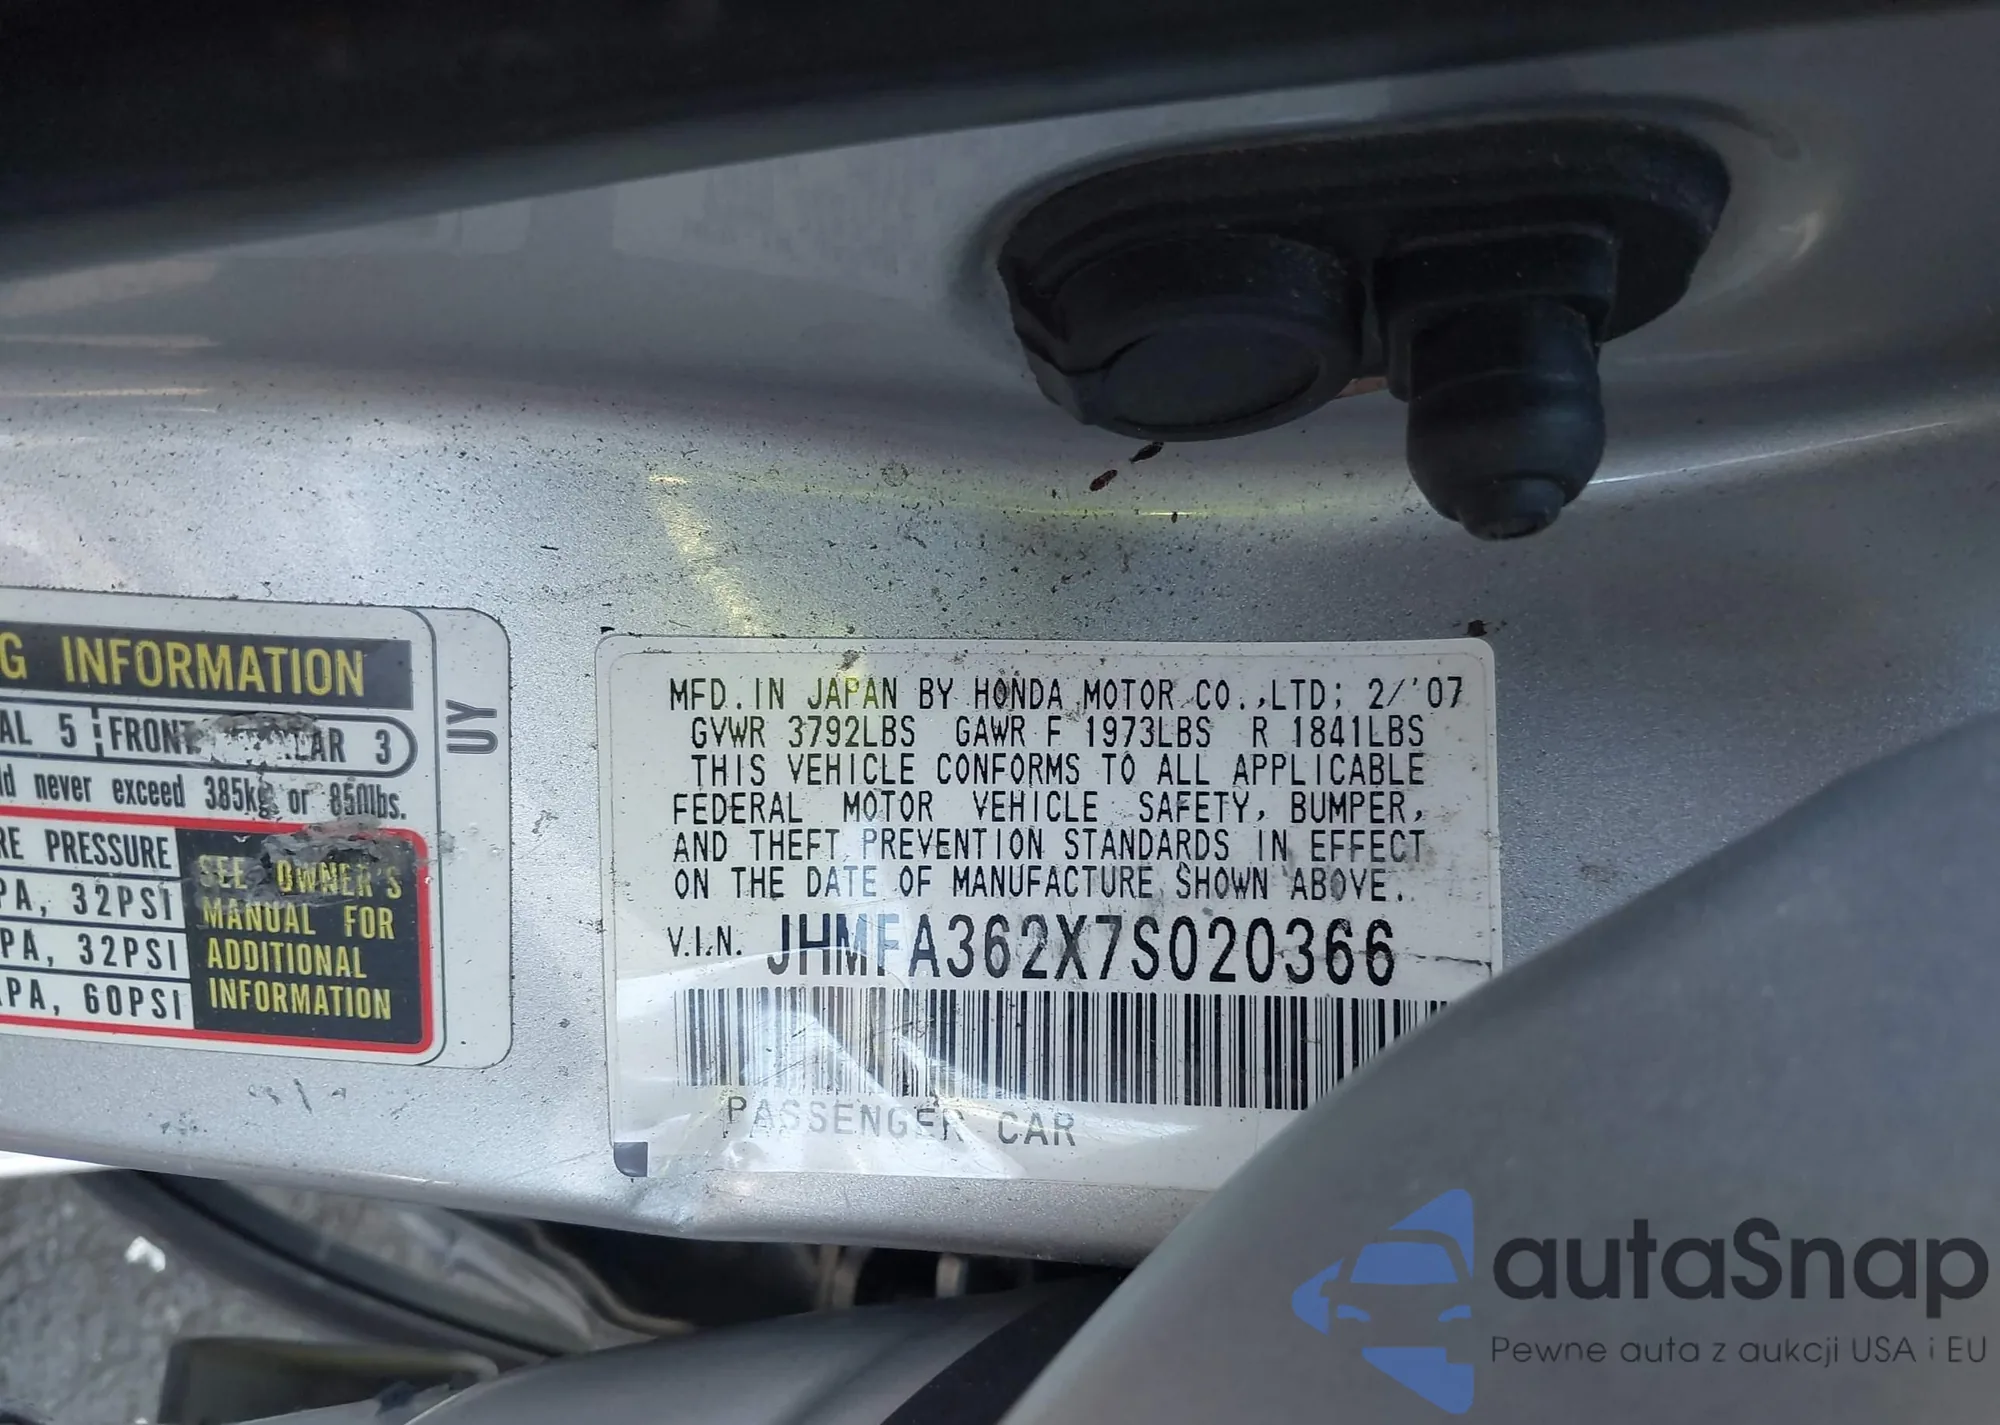 G INFORMATION
AL 5 FRONT AR 3
never exceed 385kg or 850lbs.
RE PRESSURE
PA, 32PSI
PA, 32PSI
PA, 60PSI
SEE OWNER'S
MANUAL FOR
ADDITIONAL
INFORMATION
UY
MFD. IN JAPAN BY HONDA MOTOR CO.,LTD; 2/'07
GVWR 3792LBS GAWR F 1973LBS R 1841LBS
THIS VEHICLE CONFORMS TO ALL APPLICABLE
FEDERAL MOTOR VEHICLE SAFETY, BUMPER,
AND THEFT PREVENTION STANDARDS IN EFFECT
ON THE DATE OF MANUFACTURE SHOWN ABOVE.
V.I.N. JHMFA362X7S020366
PASSENGER CAR
autaSnap
Pewne auta z aukcji USA i EU